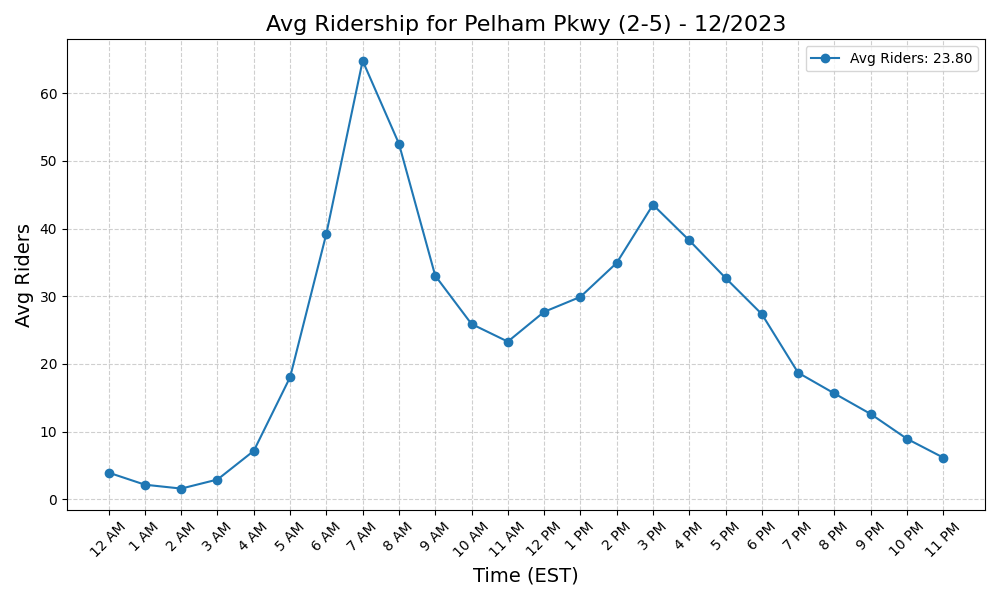 Avg Ridership for Pelham Pkwy (2-5) - 12/2023
Avg Riders: 23.80
Avg Riders
60
50
40
30
20
10
0
12 AM
1 AM
2 AM
3 AM
4 AM
5 AM
6 AM
7 AM
8 AM
9 AM
10 AM
11 AM
12 PM
1 PM
2 PM
3 PM
4 PM
5 PM
6 PM
7 PM
8 PM
9 PM
10 PM
11 PM
Time (EST)